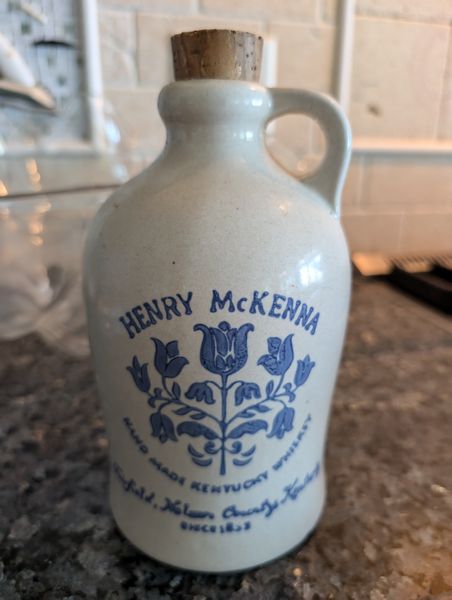 HENRY McKENNA
HAND MADE KENTUCKY WHISKEY
Fairfield, Nelson County, Kentucky
SINCE 1855